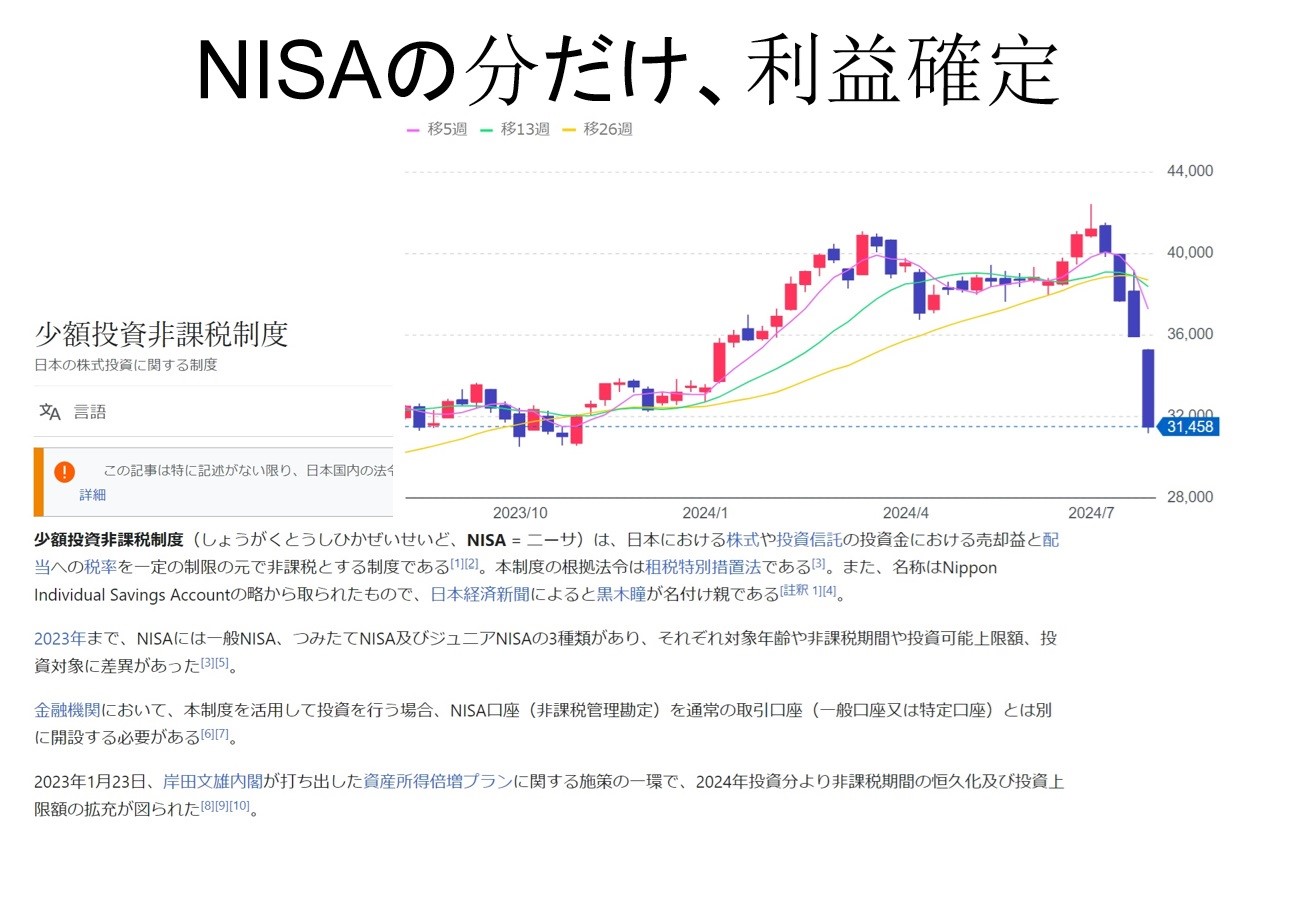 NISAの分だけ、利益確定
移5週 移13週 移26週
44,000
40,000
36,000
32,000
31,458
28,000
2023/10 2024/1 2024/4 2024/7
少額投資非課税制度
日本の株式投資に関する制度
言語
この記事は特に記述がない限り、日本国内の法令
詳細
少額投資非課税制度（しょうがくとうしひかぜいせいど、NISA = ニーサ）は、日本における株式や投資信託の投資金における売却益と配
当への税率を一定の制限の元で非課税とする制度である[1][2]。本制度の根拠法令は租税特別措置法である[3]。また、名称はNippon
Individual Savings Accountの略から取られたもので、日本経済新聞によると黒木瞳が名付け親である[註釈 1][4]。
2023年まで、NISAには一般NISA、つみたてNISA及びジュニアNISAの3種類があり、それぞれ対象年齢や非課税期間や投資可能上限額、投
資対象に差異があった[3][5]。
金融機関において、本制度を活用して投資を行う場合、NISA口座（非課税管理勘定）を通常の取引口座（一般口座又は特定口座）とは別
に開設する必要がある[6][7]。
2023年1月23日、岸田文雄内閣が打ち出した資産所得倍増プランに関する施策の一環で、2024年投資分より非課税期間の恒久化及び投資上
限額の拡充が図られた[8][9][10]。